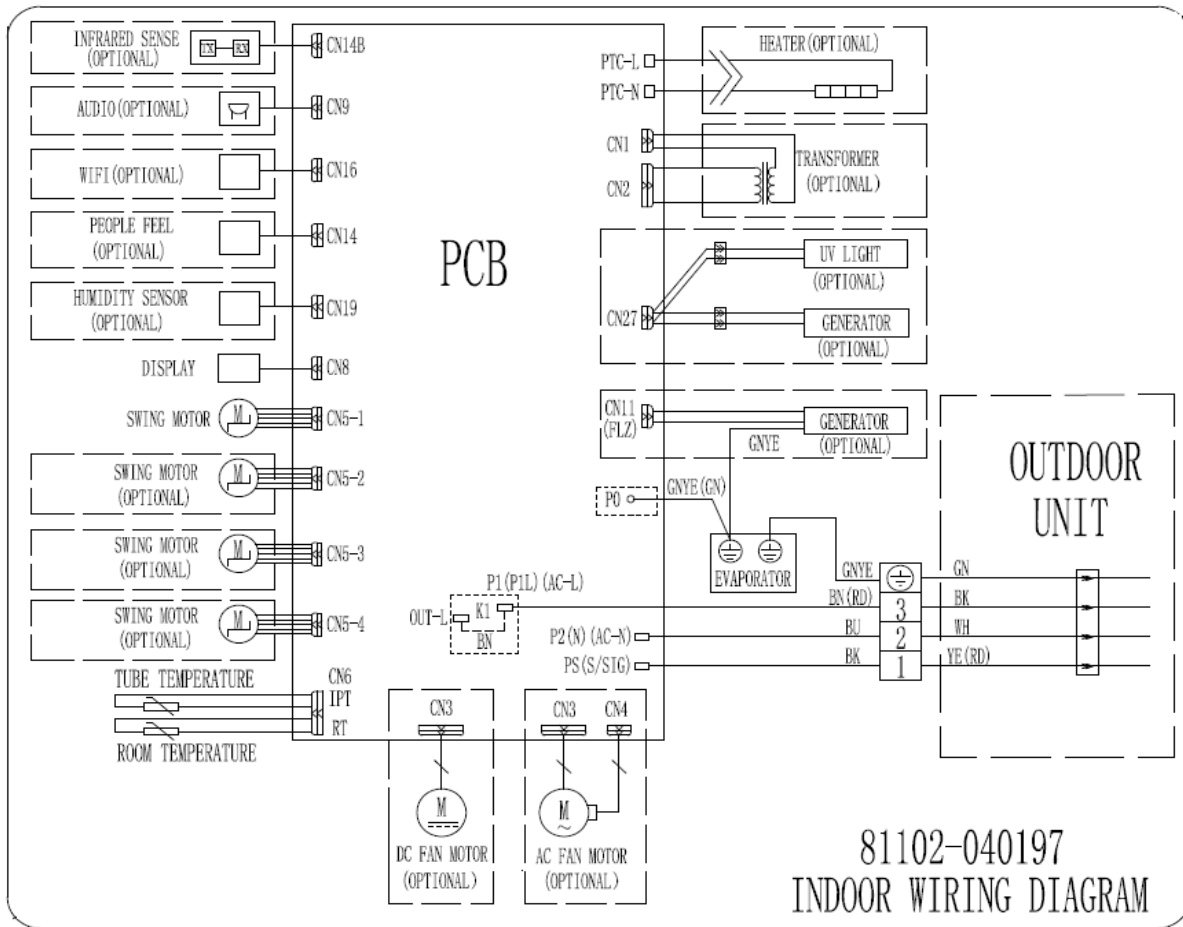 INFRARED SENSE
(OPTIONAL)
TX
RX
CN14B
AUDIO(OPTIONAL)
CN9
WIFI(OPTIONAL)
CN16
PEOPLE FEEL
(OPTIONAL)
CN14
HUMIDITY SENSOR
(OPTIONAL)
CN19
DISPLAY
CN8
SWING MOTOR
M
CN5-1
SWING MOTOR
(OPTIONAL)
M
CN5-2
SWING MOTOR
(OPTIONAL)
M
CN5-3
SWING MOTOR
(OPTIONAL)
M
CN5-4
TUBE TEMPERATURE
CN6
IPT
RT
ROOM TEMPERATURE
PCB
PTC-L
PTC-N
HEATER(OPTIONAL)
CN1
CN2
TRANSFORMER
(OPTIONAL)
CN27
UV LIGHT
(OPTIONAL)
GENERATOR
(OPTIONAL)
CN11
(FLZ)
GENERATOR
(OPTIONAL)
GNYE
P0
GNYE(GN)
EVAPORATOR
P1(P1L)(AC-L)
OUT-L
K1
BN
P2(N)(AC-N)
PS(S/SIG)
GNYE
BN(RD)
BU
BK
3
2
1
GN
BK
WH
YE(RD)
OUTDOOR
UNIT
CN3
M
DC FAN MOTOR
(OPTIONAL)
CN3
CN4
M
~
AC FAN MOTOR
(OPTIONAL)
81102-040197
INDOOR WIRING DIAGRAM